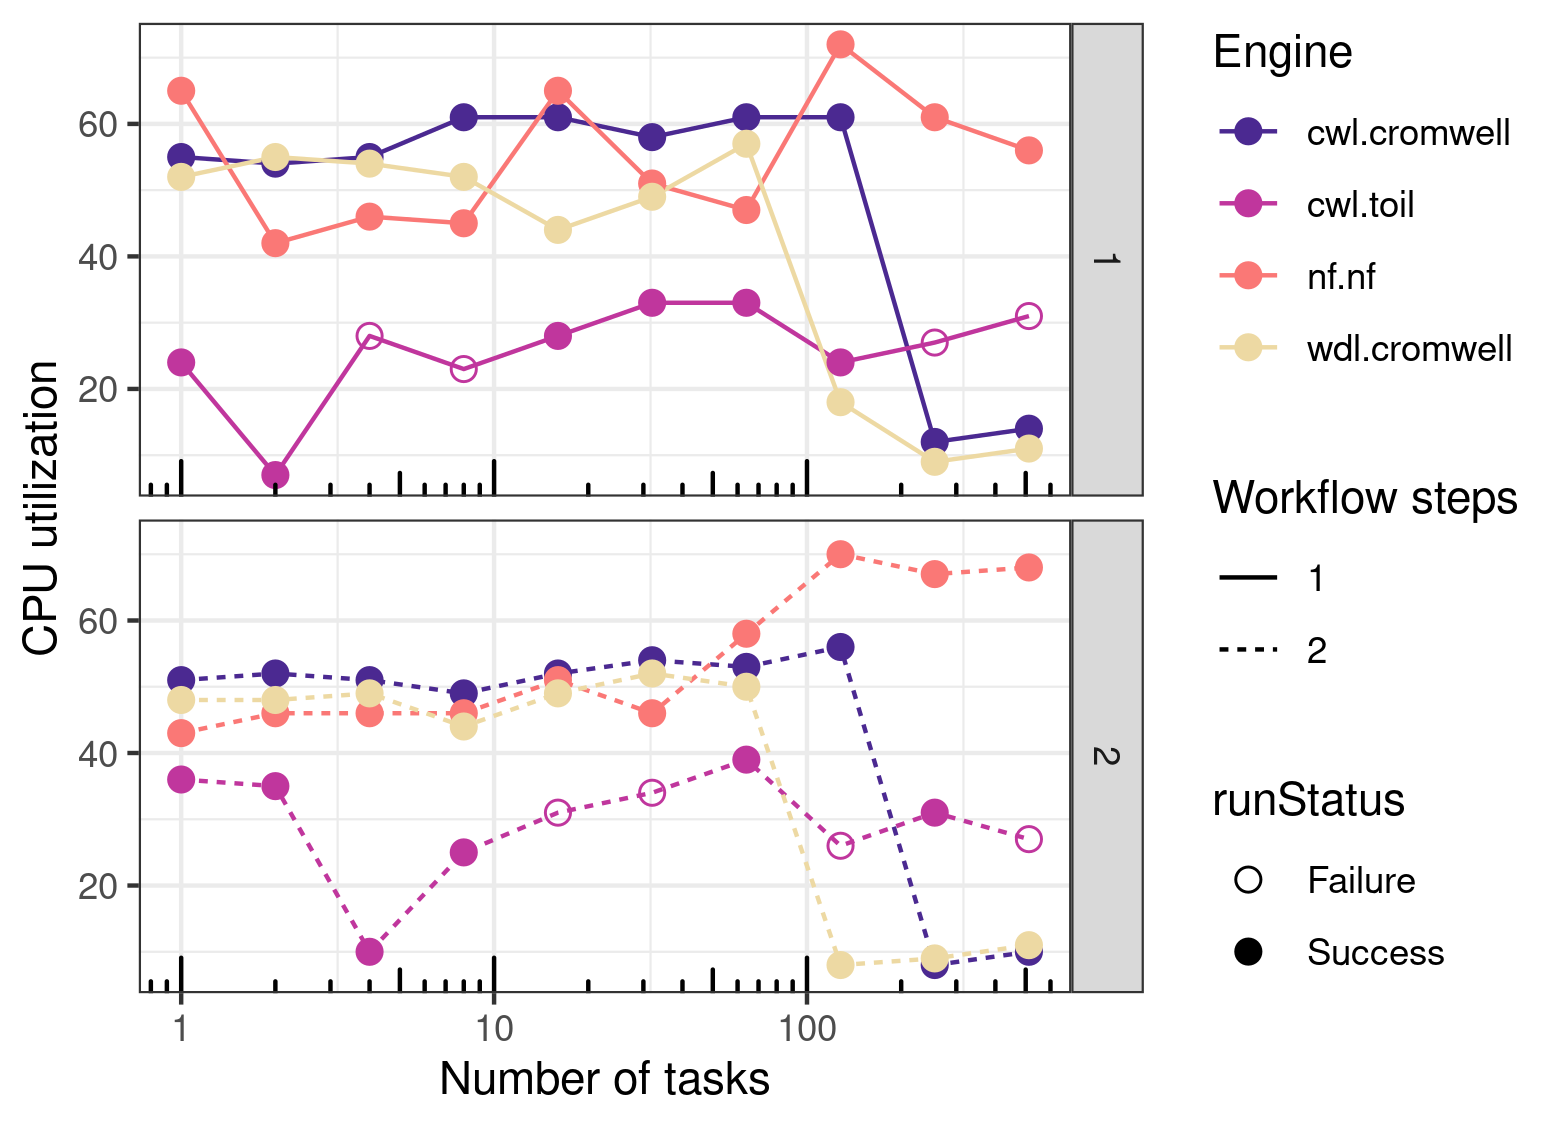 60
40
20
1
60
40
20
2
CPU utilization
1
10
100
Number of tasks
Engine
cwl.cromwell
cwl.toil
nf.nf
wdl.cromwell
Workflow steps
1
2
runStatus
Failure
Success